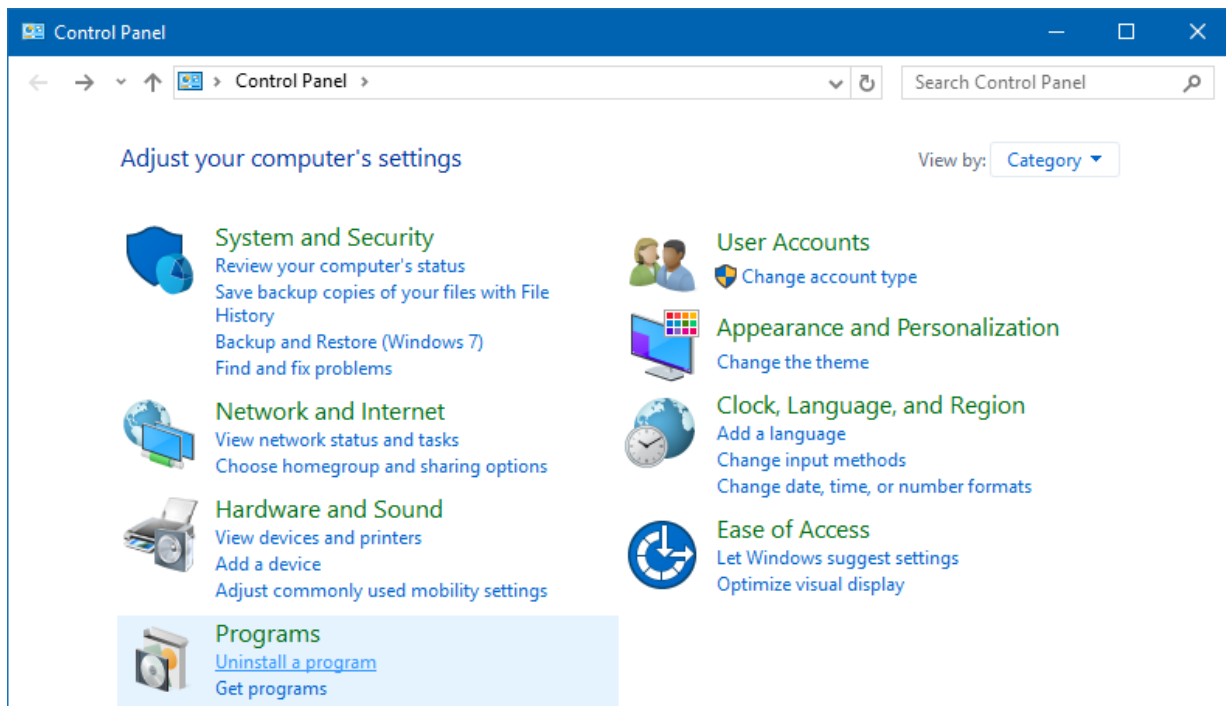 Control Panel
Control Panel
Search Control Panel
Adjust your computer's settings
View by: Category
System and Security
Review your computer's status
Save backup copies of your files with File
History
Backup and Restore (Windows 7)
Find and fix problems
Network and Internet
View network status and tasks
Choose homegroup and sharing options
Hardware and Sound
View devices and printers
Add a device
Adjust commonly used mobility settings
Programs
Uninstall a program
Get programs
User Accounts
Change account type
Appearance and Personalization
Change the theme
Clock, Language, and Region
Add a language
Change input methods
Change date, time, or number formats
Ease of Access
Let Windows suggest settings
Optimize visual display